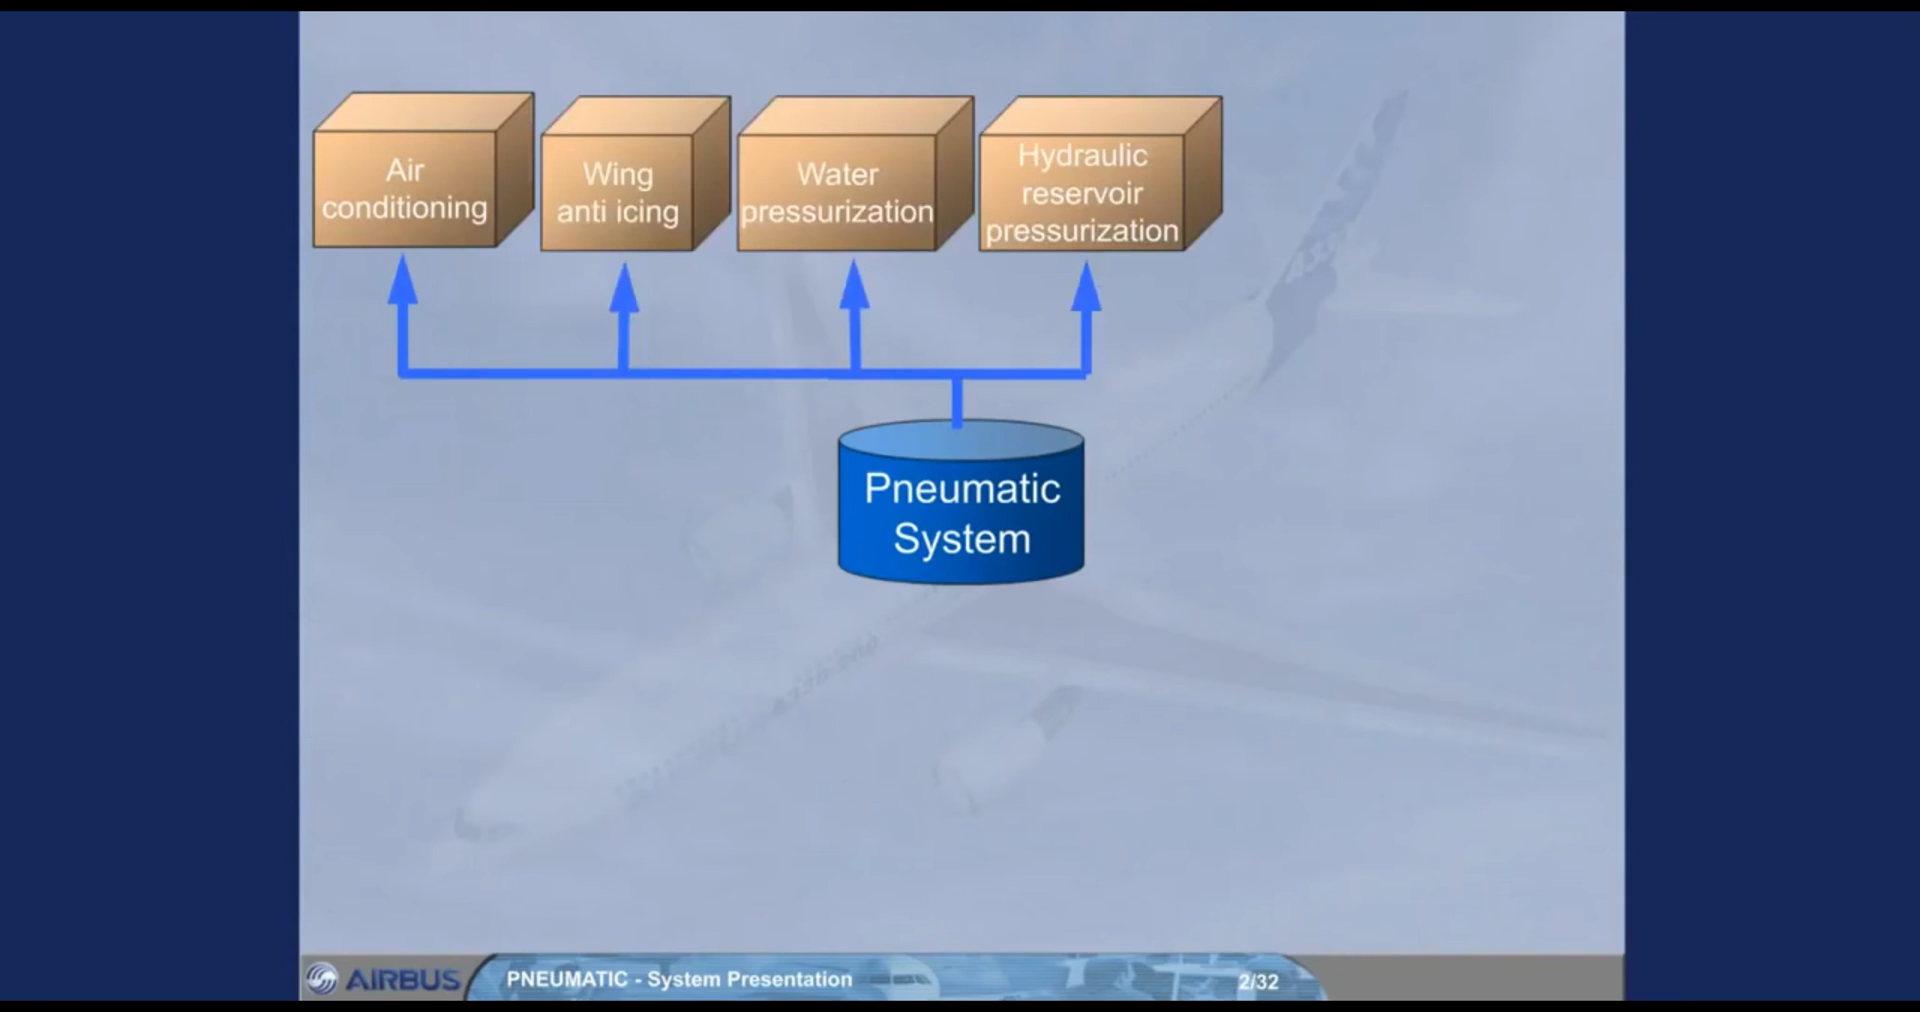 Air
conditioning
Wing
anti icing
Water
pressurization
Hydraulic
reservoir
pressurization
Pneumatic
System
AIRBUS
PNEUMATIC - System Presentation
2/32